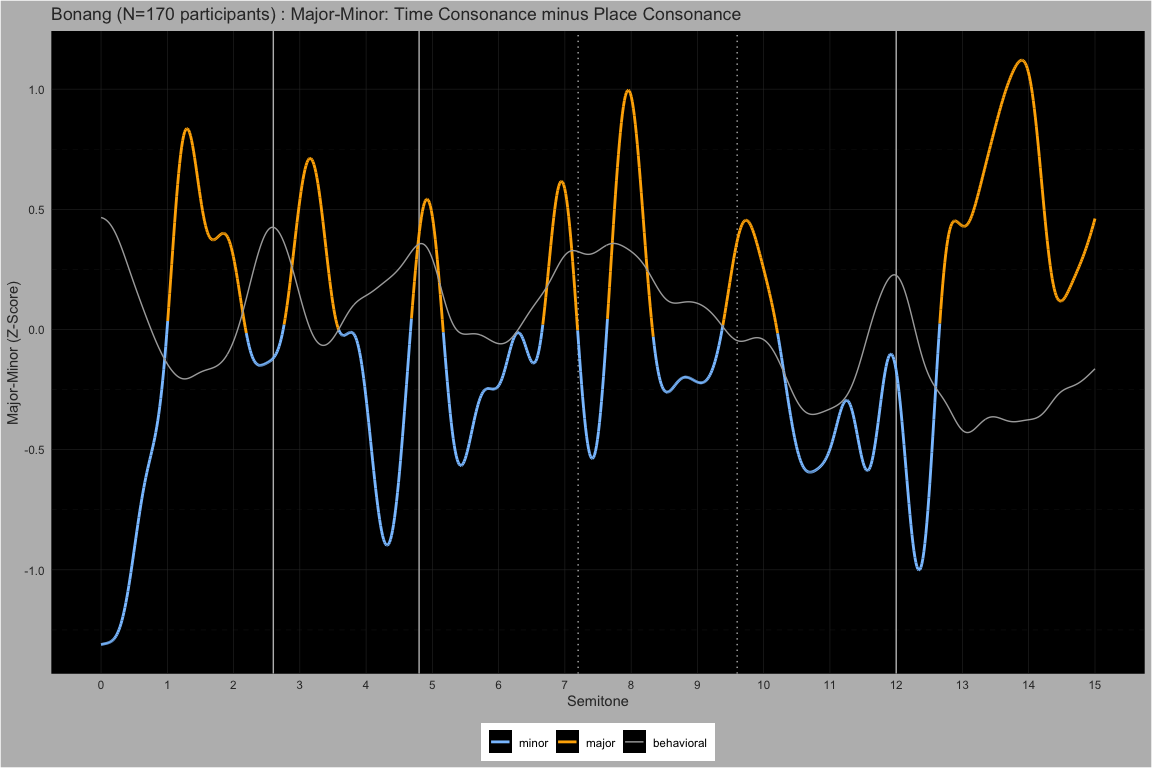 Bonang (N=170 participants) : Major-Minor: Time Consonance minus Place Consonance
Major-Minor (Z-Score)
1.0
0.5
0.0
-0.5
-1.0
0 1 2 3 4 5 6 7 8 9 10 11 12 13 14 15
Semitone
minor major behavioral